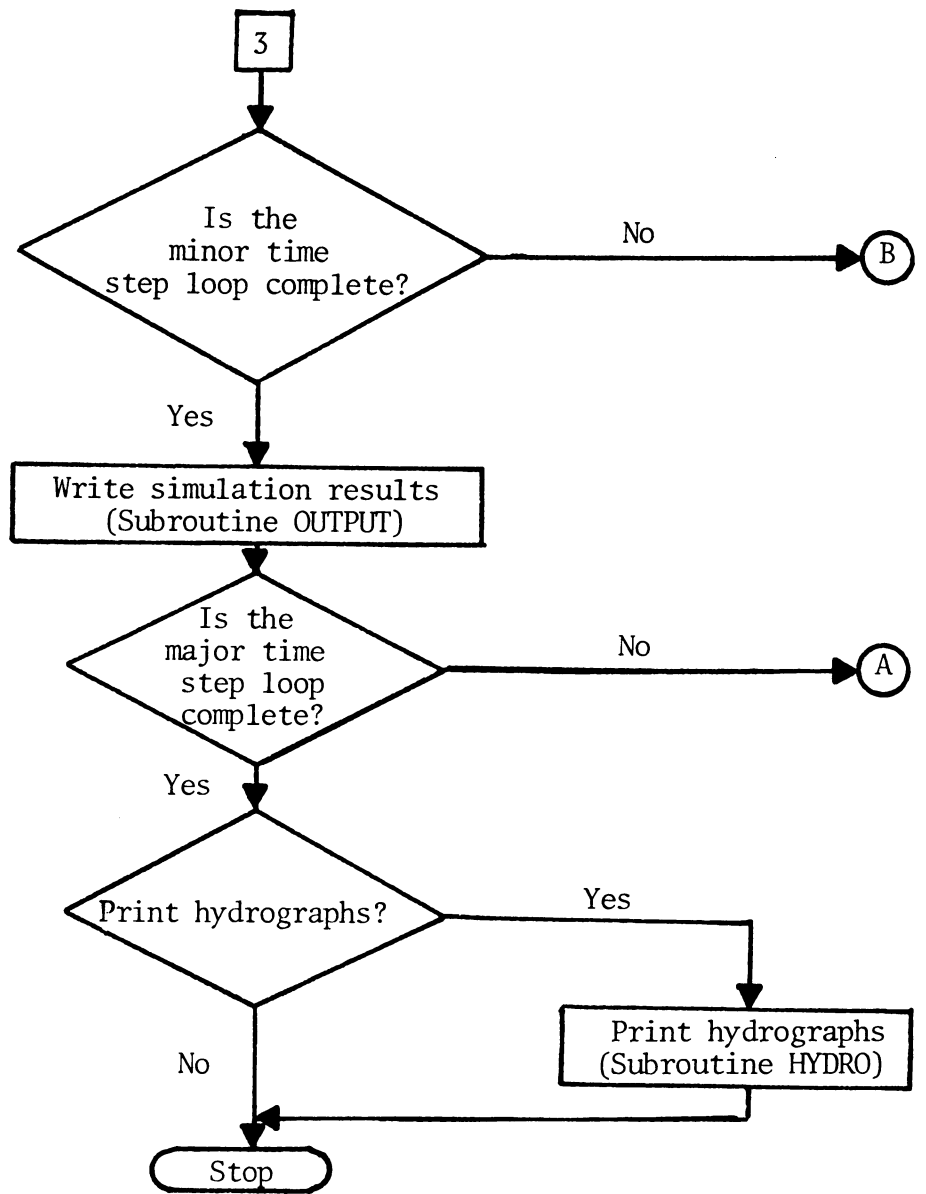 3
Is the
minor time
step loop complete?
No
B
Yes
Write simulation results
(Subroutine OUTPUT)
Is the
major time
step loop
complete?
No
A
Yes
Print hydrographs?
Yes
Print hydrographs
(Subroutine HYDRO)
No
Stop